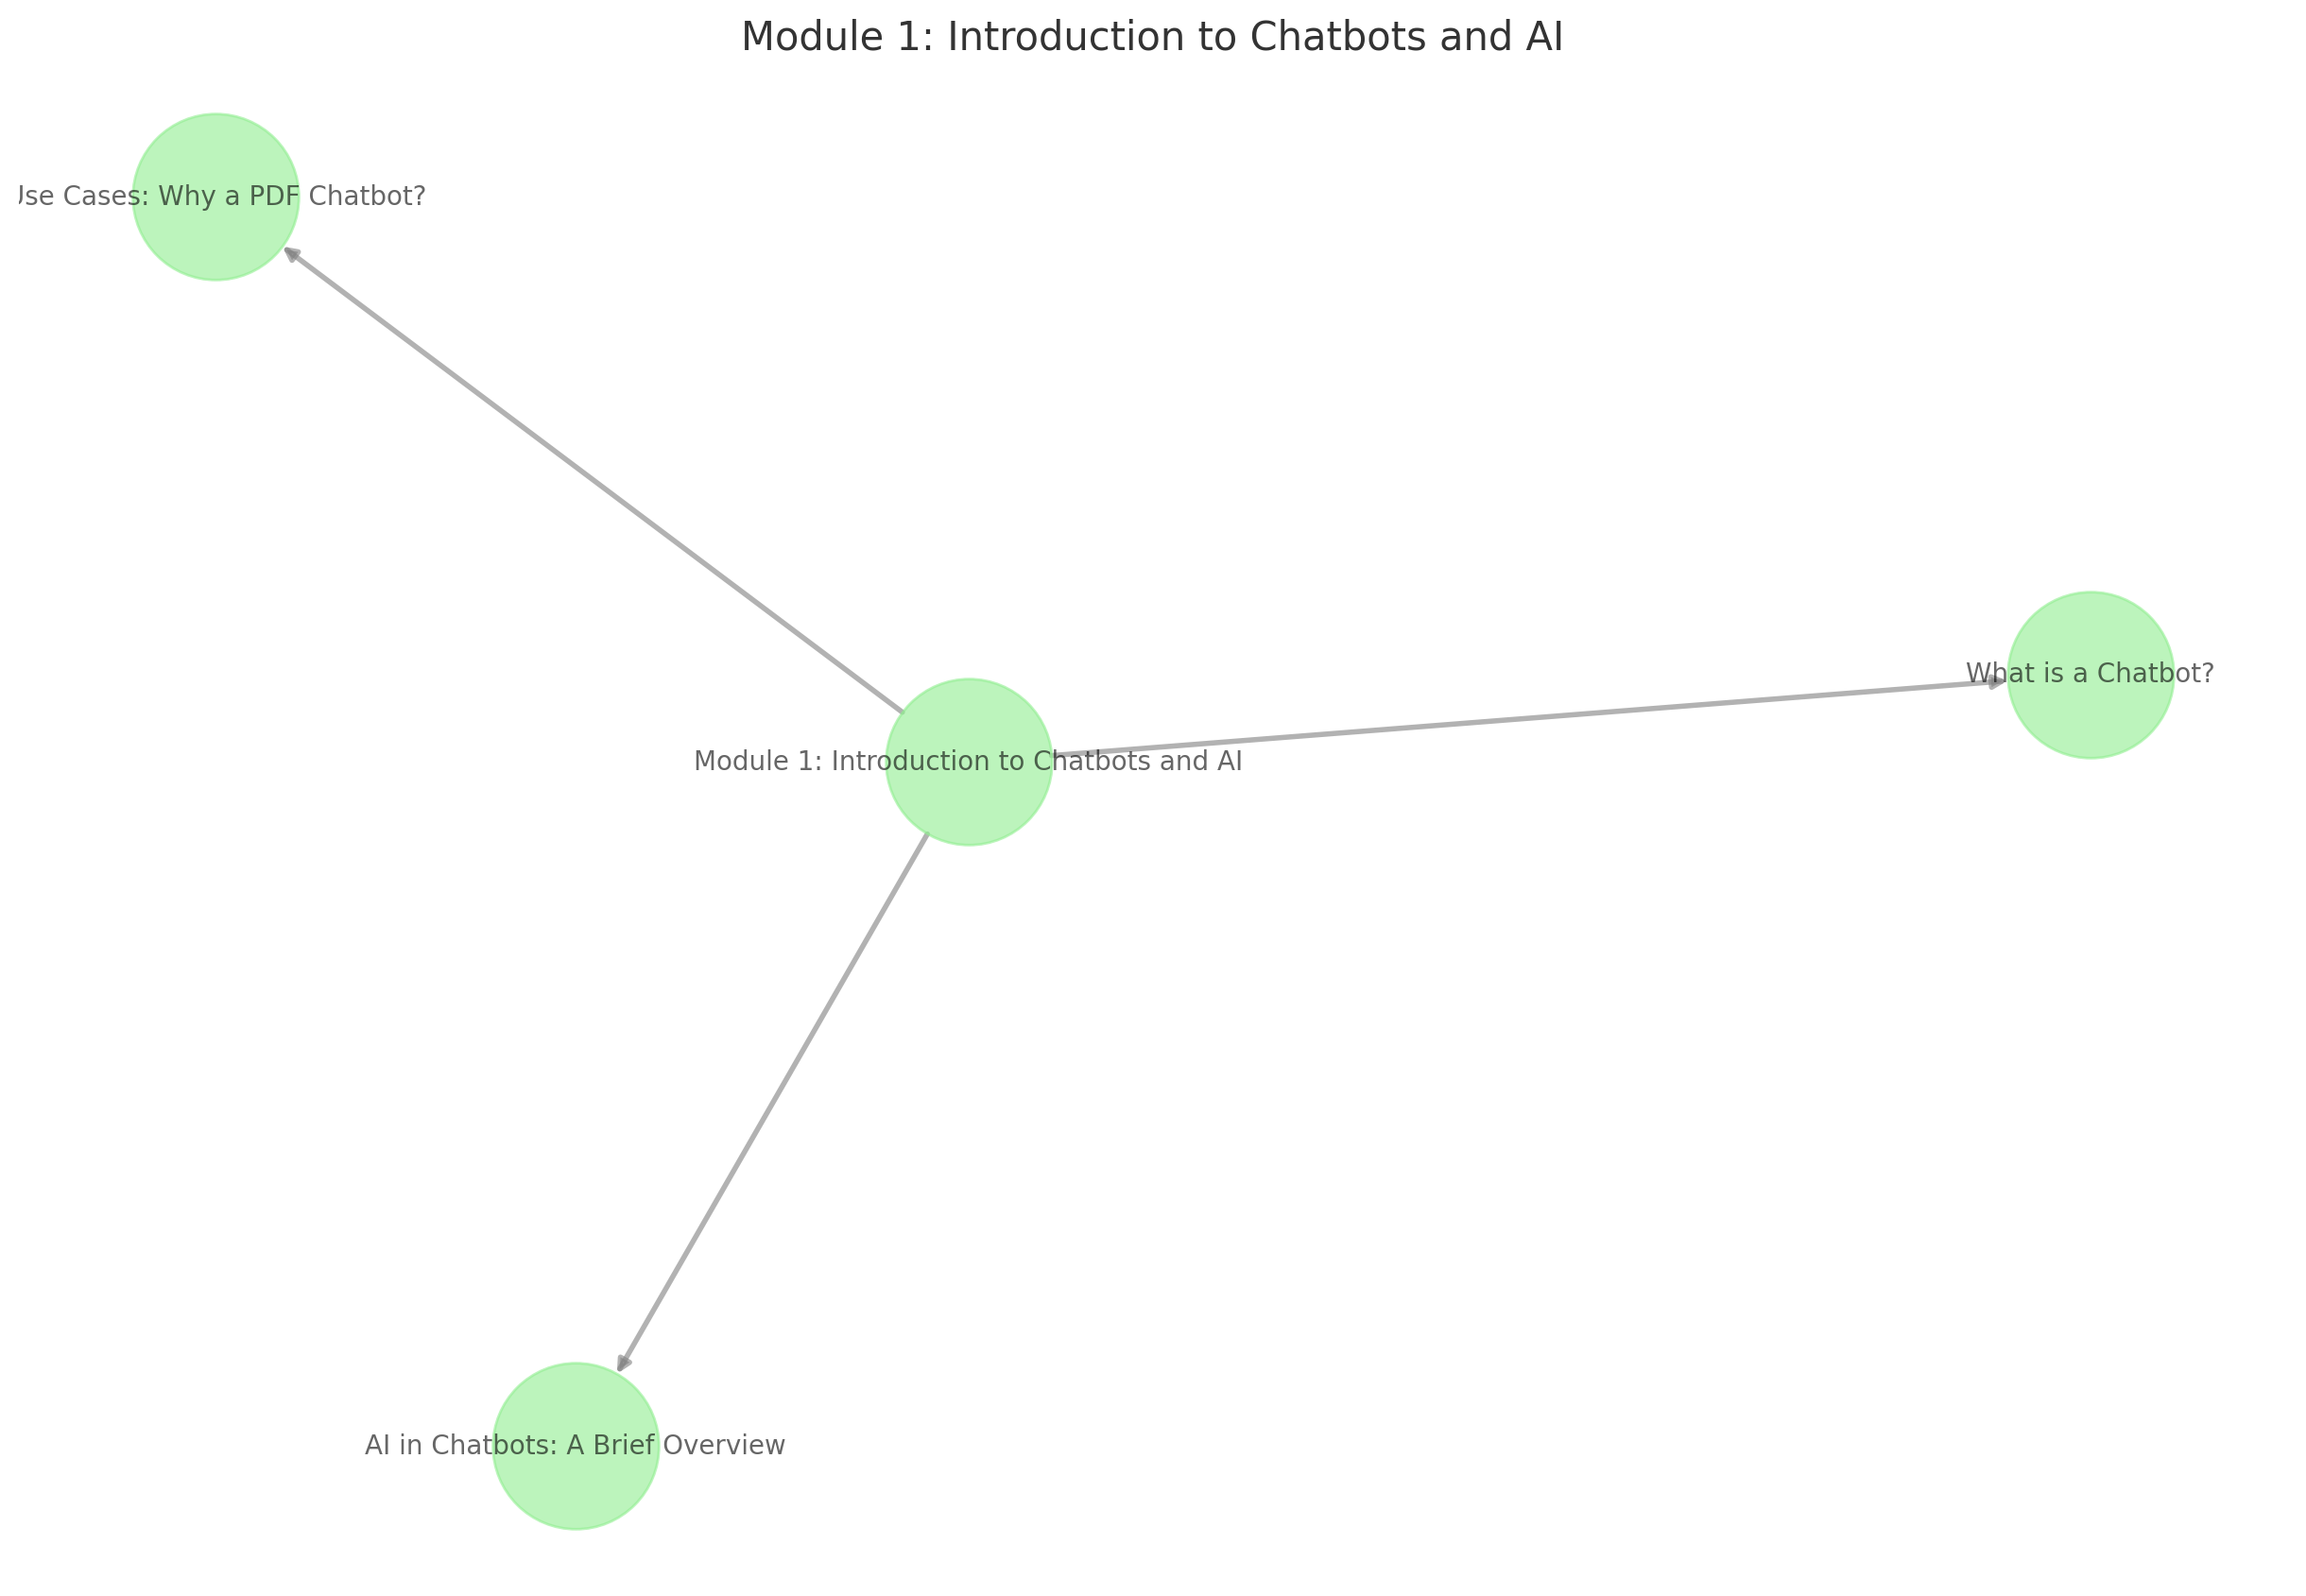 Module 1: Introduction to Chatbots and AI
Use Cases: Why a PDF Chatbot?
What is a Chatbot?
Module 1: Introduction to Chatbots and AI
AI in Chatbots: A Brief Overview